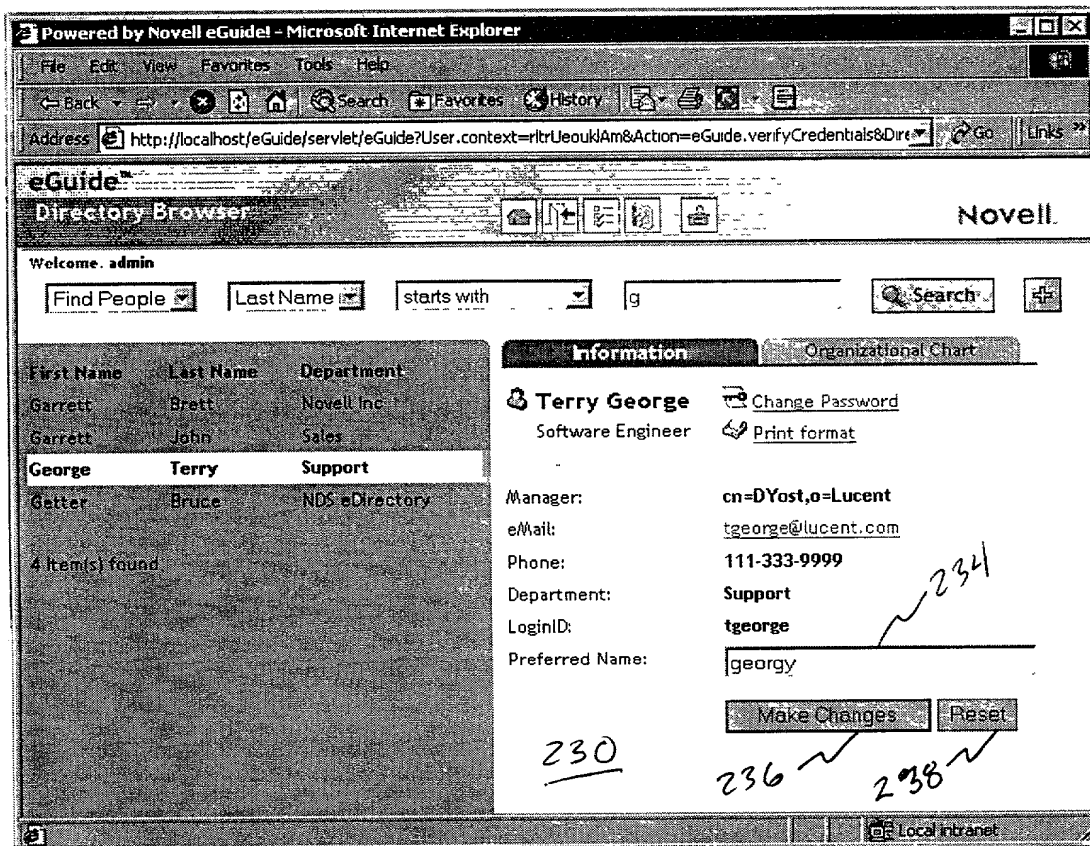 Powered by Novell eGuide! - Microsoft Internet Explorer
File Edit View Favorites Tools Help
Back Search Favorites History
Address http://localhost/eGuide/servlet/eGuide?User.context=rltrUeouklAm&Action=eGuide.verifyCredentials&Dire Go Links »
eGuide™
Directory Browser
Novell
Welcome. admin
Find People Last Name starts with g Search
Information Organizational Chart
First Name Last Name Department
Garrett Brett Novell Inc
Garrett John Sales
George Terry Support
Getter Bruce NDS eDirectory
4 Item(s) found
Terry George Change Password
Software Engineer Print format
Manager: cn=DYost,o=Lucent
eMail: tgeorge@lucent.com
Phone: 111-333-9999
Department: Support
LoginID: tgeorge
Preferred Name: georgy
234
Make Changes Reset
230
236
238
Local intranet